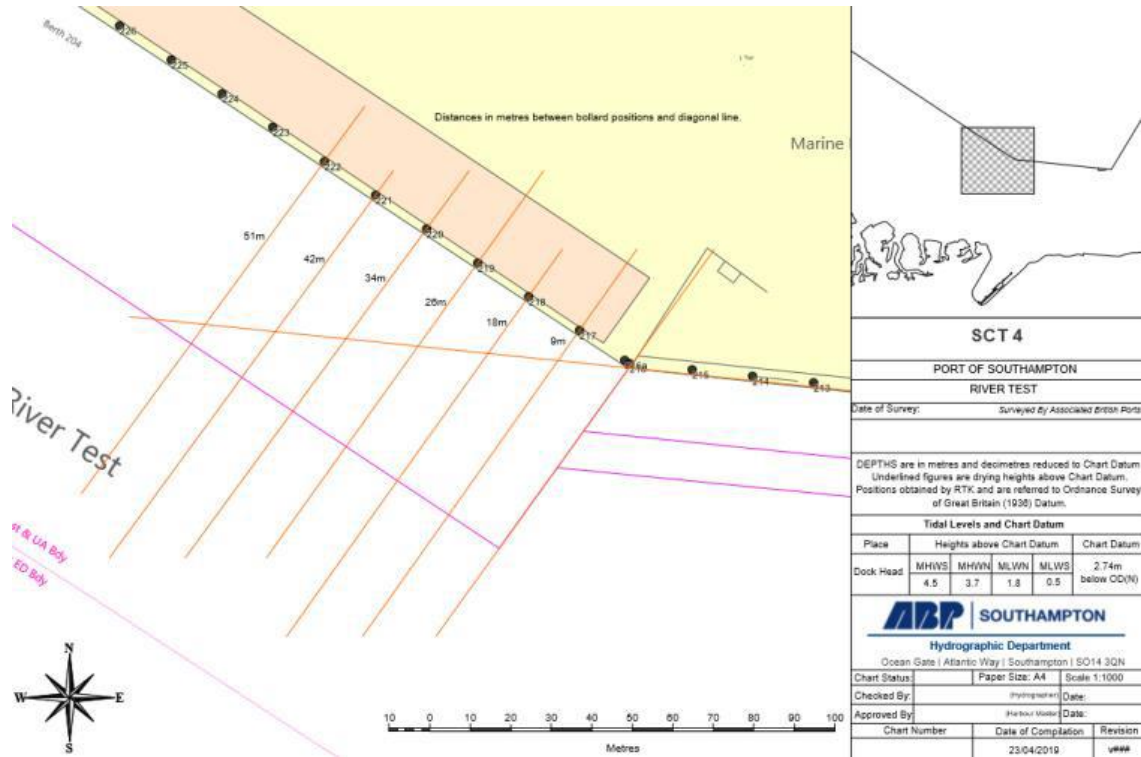 Berth 204
226
225
224
223
222
221
220
219
218
217
215
214
213
Distances in metres between bollard positions and diagonal line.
Marine
51m
42m
34m
26m
18m
9m
River Test
& UA Bdy
ED Bdy
N
W E
S
10 0 10 20 30 40 50 60 70 80 90 100
Metres
SCT 4
PORT OF SOUTHAMPTON
RIVER TEST
Date of Survey: Surveyed By Associated British Ports
DEPTHS are in metres and decimetres reduced to Chart Datum
Underlined figures are drying heights above Chart Datum.
Positions obtained by RTK and are referred to Ordnance Survey
of Great Britain (1936) Datum.
Tidal Levels and Chart Datum
Place Heights above Chart Datum Chart Datum
Dock Head MHWS MHWN MLWN MLWS 2.74m
4.5 3.7 1.8 0.5 below OD(N)
ABP SOUTHAMPTON
Hydrographic Department
Ocean Gate | Atlantic Way | Southampton | SO14 3QN
Chart Status: Paper Size: A4 Scale 1:1000
Checked By: (Hydrographer) Date:
Approved By: (Harbour Master) Date:
Chart Number Date of Compilation Revision
23/04/2019 v###